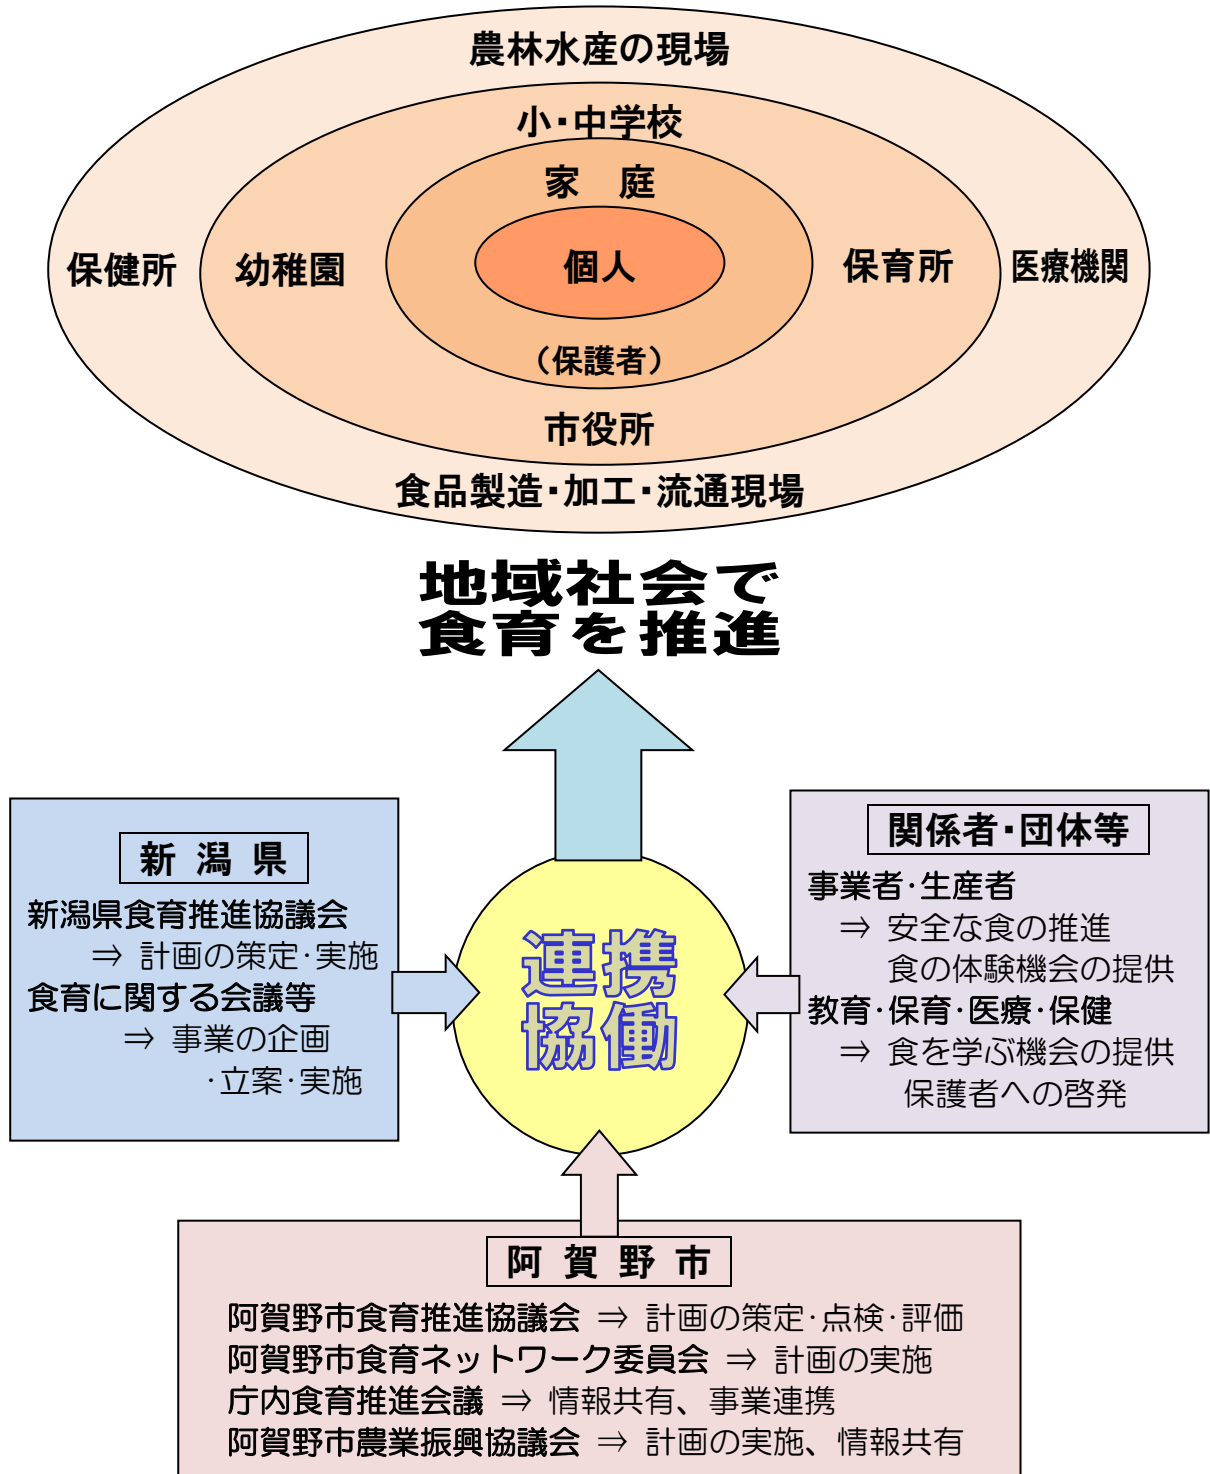 農林水産の現場
小・中学校
家　庭
保健所
幼稚園
個人
保育所
医療機関
（保護者）
市役所
食品製造・加工・流通現場
地域社会で
食育を推進
新 潟 県
新潟県食育推進協議会
⇒ 計画の策定・実施
食育に関する会議等
⇒ 事業の企画
・立案・実施
連携
協働
関係者・団体等
事業者・生産者
⇒ 安全な食の推進
食の体験機会の提供
教育・保育・医療・保健
⇒ 食を学ぶ機会の提供
保護者への啓発
阿 賀 野 市
阿賀野市食育推進協議会 ⇒ 計画の策定・点検・評価
阿賀野市食育ネットワーク委員会 ⇒ 計画の実施
庁内食育推進会議 ⇒ 情報共有、事業連携
阿賀野市農業振興協議会 ⇒ 計画の実施、情報共有